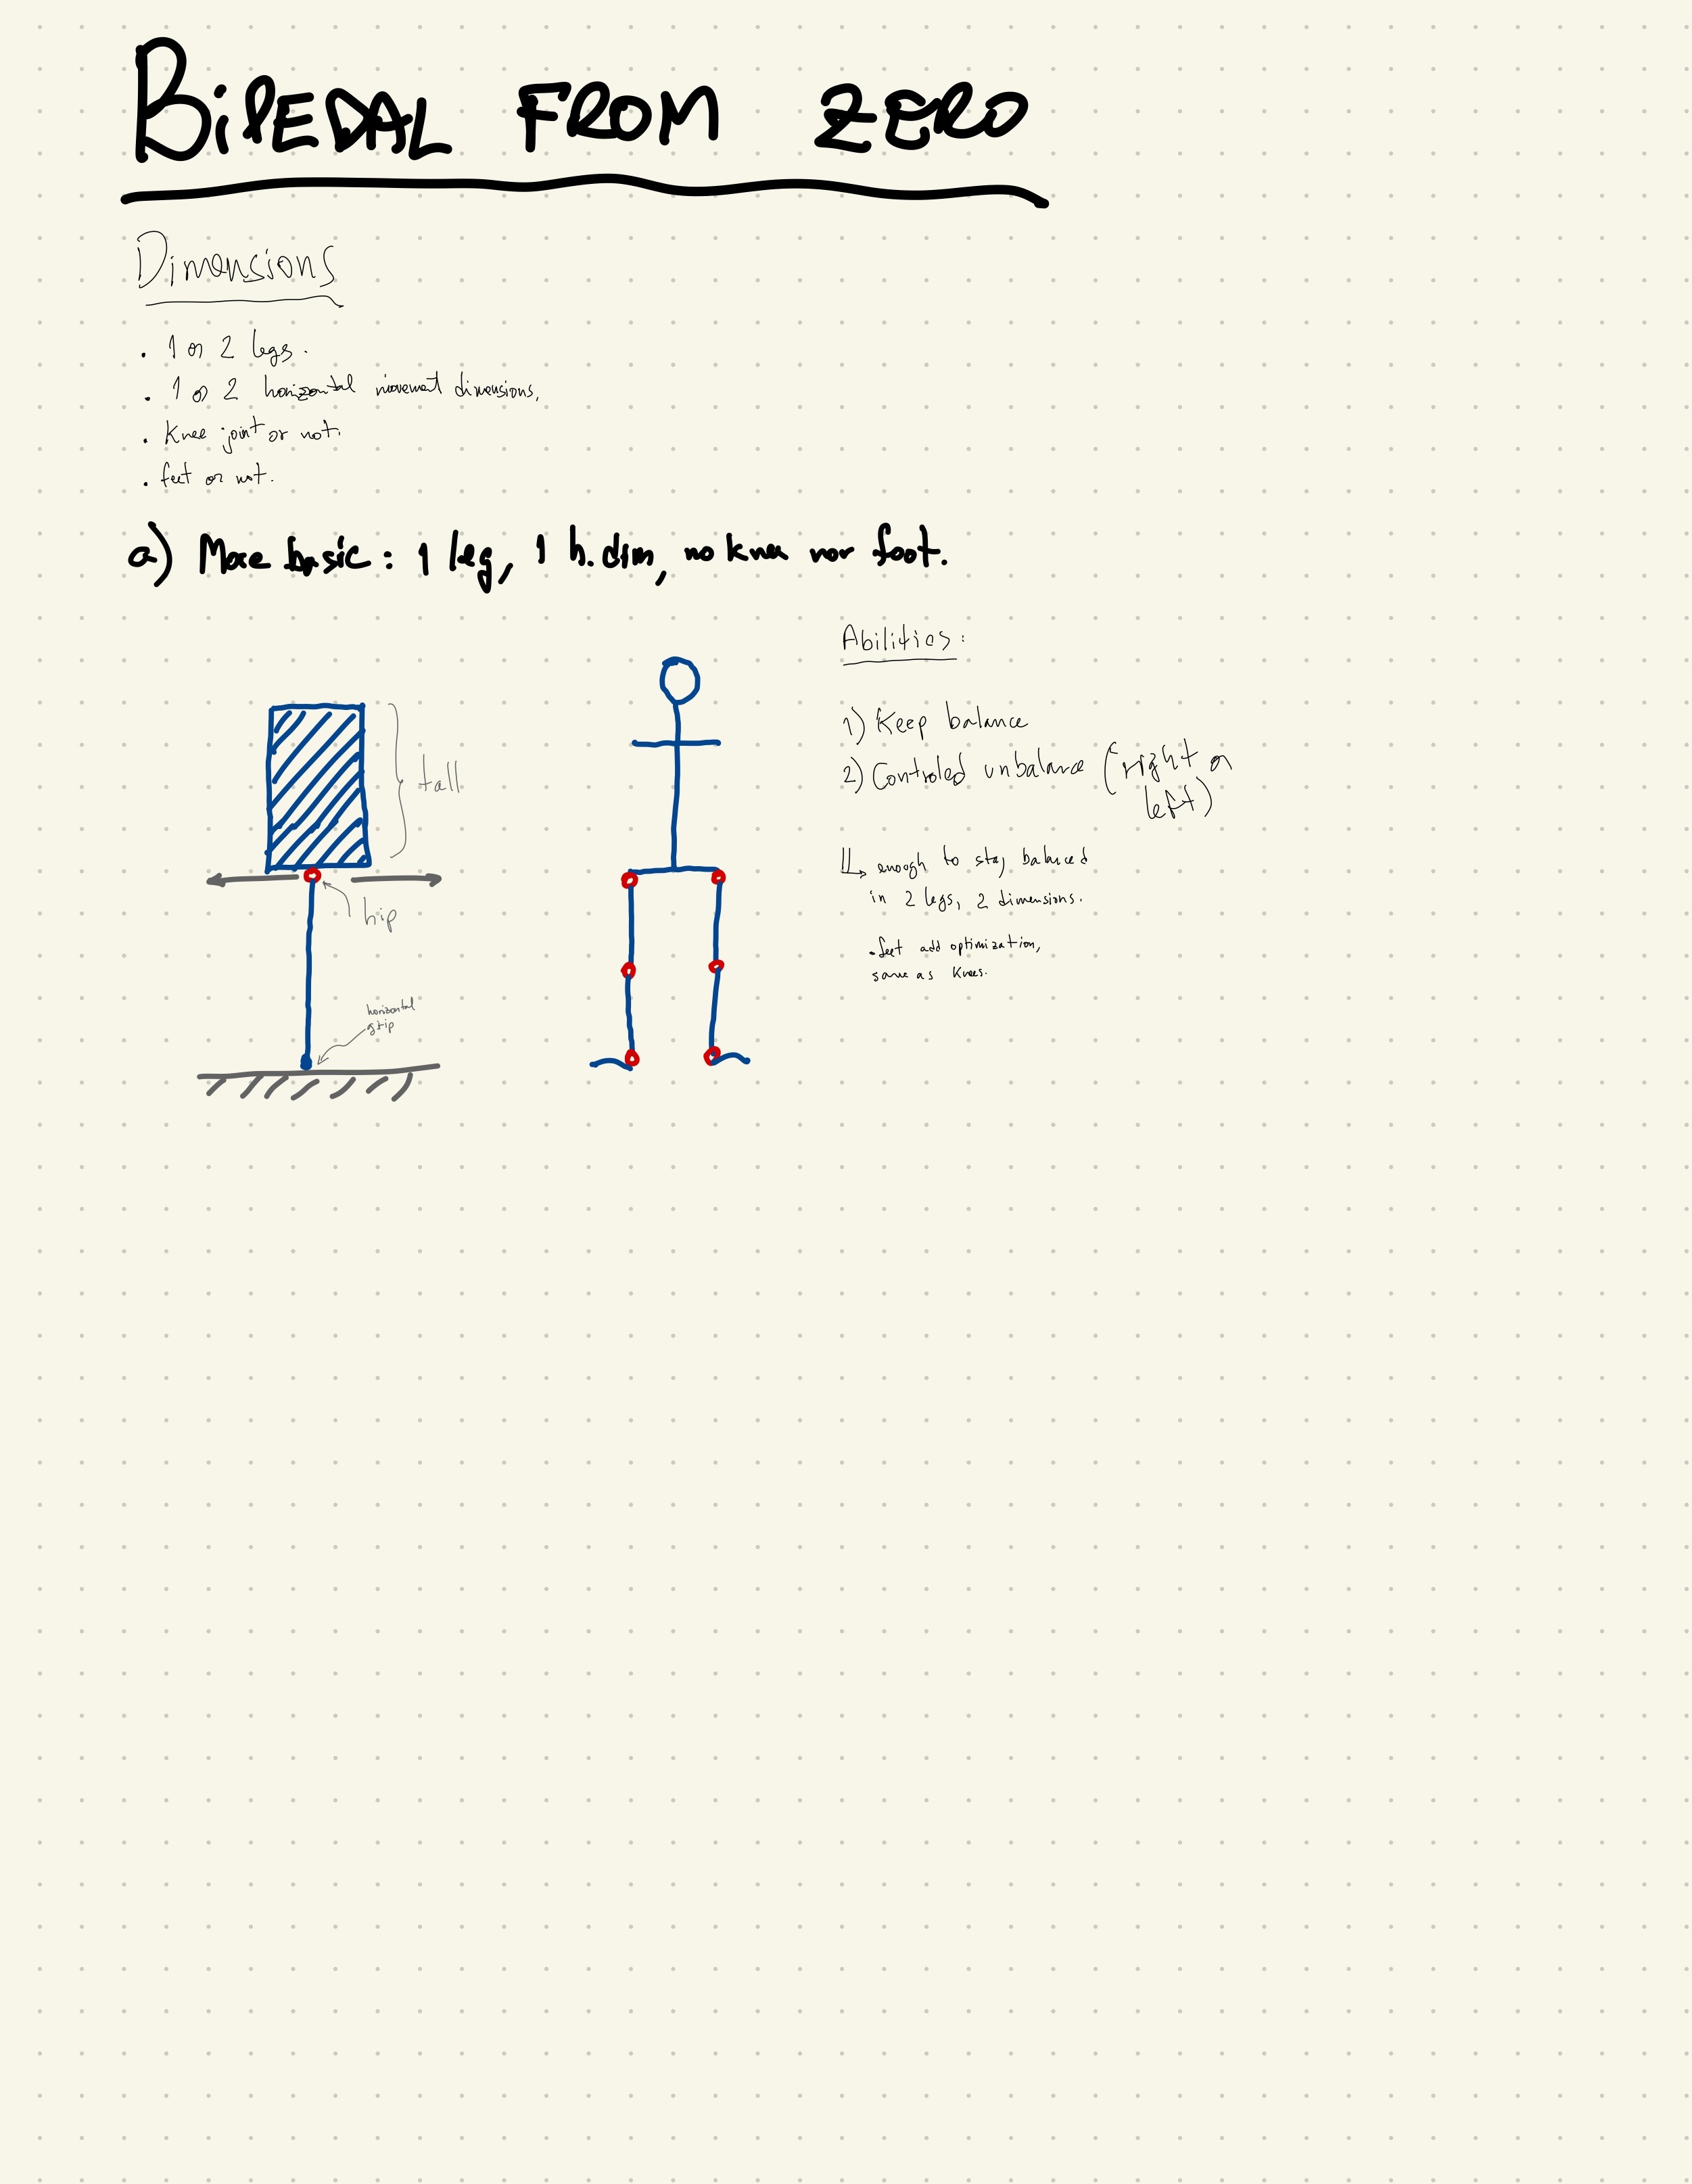 BiPEDAL FROM ZERO
Dimensions
. 1 or 2 legs.
. 1 or 2 horizontal movement dimensions,
. Knee joint or not.
. feet or not.
a) More basic: 1 leg, 1 h. dim, no knee nor foot.
Abilities:
1) Keep balance
2) Controled unbalance (right or
left)
enough to stay balanced
in 2 legs, 2 dimensions.
. feet add optimization,
same as Knees.
tall
hip
horizontal
grip